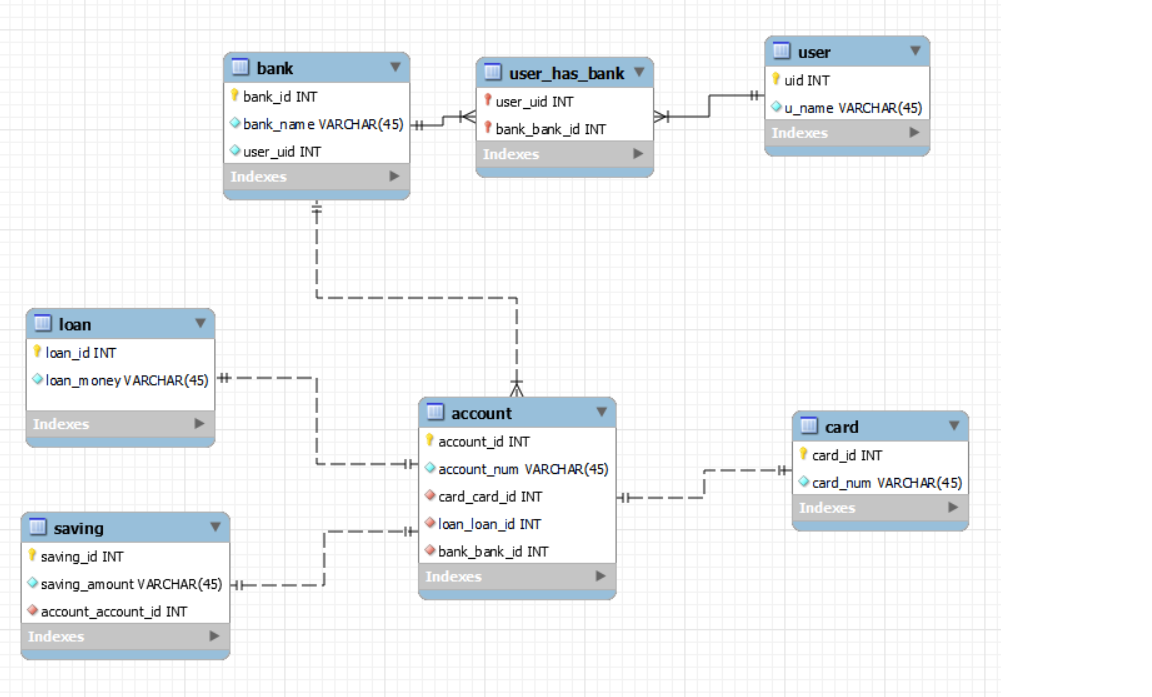 bank
bank_id INT
bank_name VARCHAR(45)
user_uid INT
Indexes
user_has_bank
user_uid INT
bank_bank_id INT
Indexes
user
uid INT
u_name VARCHAR(45)
Indexes
loan
loan_id INT
loan_money VARCHAR(45)
Indexes
account
account_id INT
account_num VARCHAR(45)
card_card_id INT
loan_loan_id INT
bank_bank_id INT
Indexes
card
card_id INT
card_num VARCHAR(45)
Indexes
saving
saving_id INT
saving_amount VARCHAR(45)
account_account_id INT
Indexes